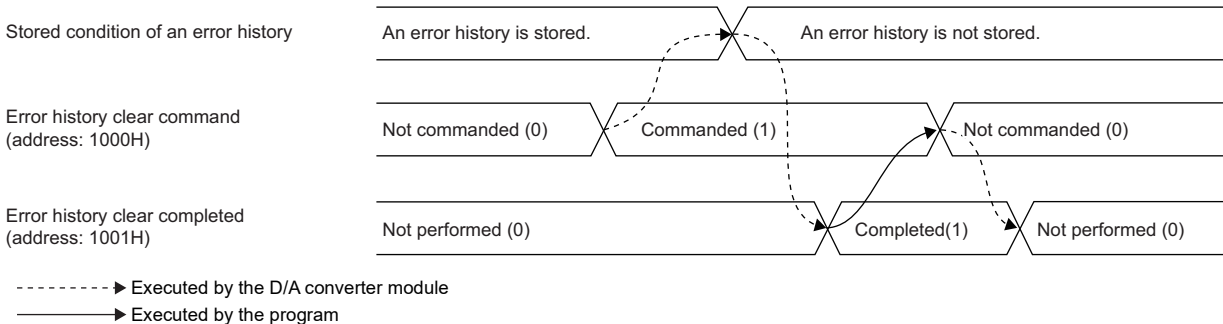 Stored condition of an error history
An error history is stored.
An error history is not stored.
Error history clear command
(address: 1000H)
Not commanded (0)
Commanded (1)
Not commanded (0)
Error history clear completed
(address: 1001H)
Not performed (0)
Completed(1)
Not performed (0)
Executed by the D/A converter module
Executed by the program